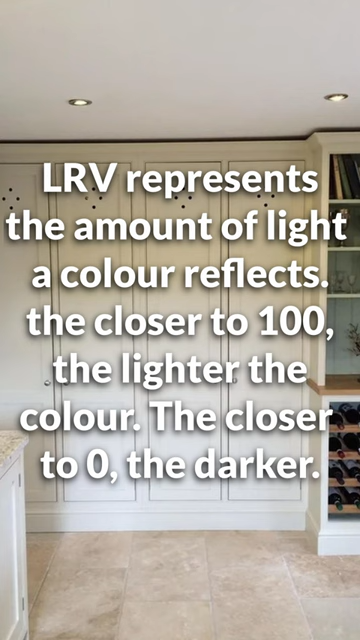 LRV represents
the amount of light
a colour reflects.
the closer to 100,
the lighter the
colour. The closer
to 0, the darker.